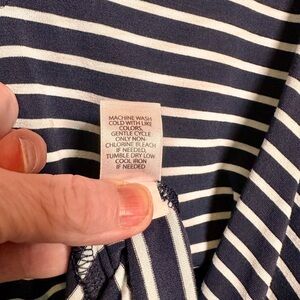 MACHINE WASH
COLD WITH LIKE
COLORS,
GENTLE CYCLE
ONLY NON-
CHLORINE BLEACH
IF NEEDED,
TUMBLE DRY LOW
COOL IRON
IF NEEDED